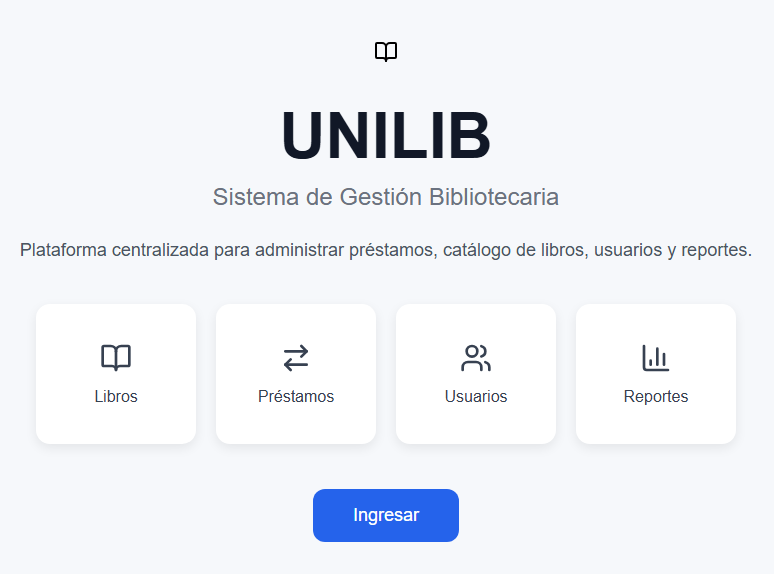 UNILIB
Sistema de Gestión Bibliotecaria
Plataforma centralizada para administrar préstamos, catálogo de libros, usuarios y reportes.
Libros
Préstamos
Usuarios
Reportes
Ingresar